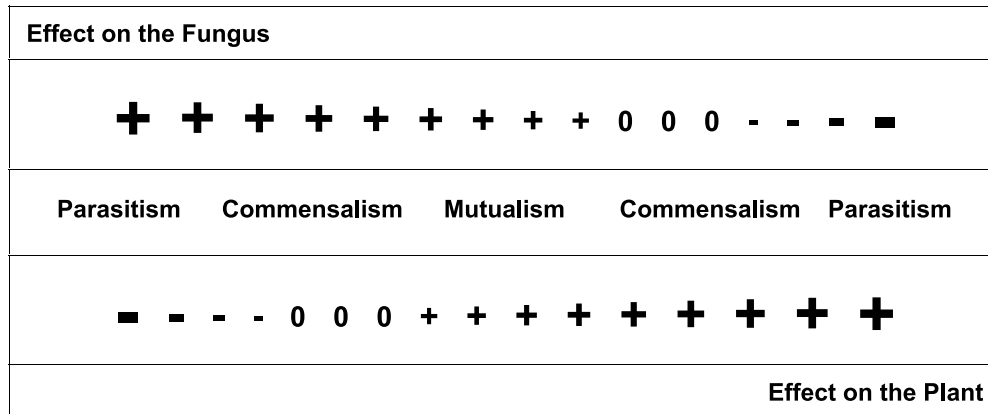 Effect on the Fungus
+ + + + + + + + + 0 0 0 - - - -
Parasitism Commensalism Mutualism Commensalism Parasitism
- - - - 0 0 0 + + + + + + + + +
Effect on the Plant